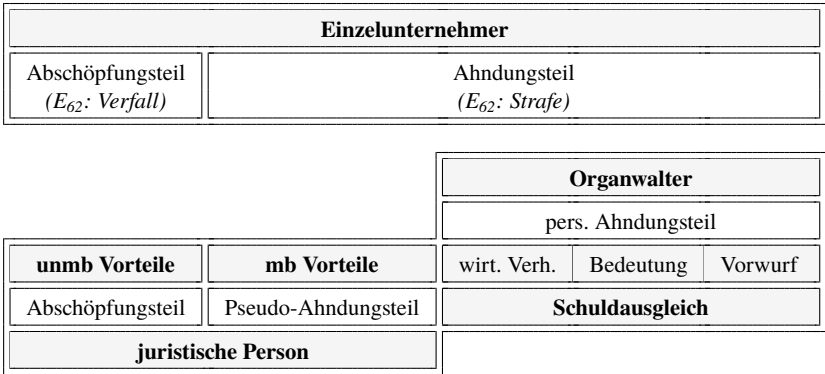 Einzelunternehmer
Abschöpfungsteil Ahndungsteil
(E₆₂: Verfall) (E₆₂: Strafe)
Organwalter
pers. Ahndungsteil
unmb Vorteile mb Vorteile wirt. Verh. Bedeutung Vorwurf
Abschöpfungsteil Pseudo-Ahndungsteil Schuldausgleich
juristische Person